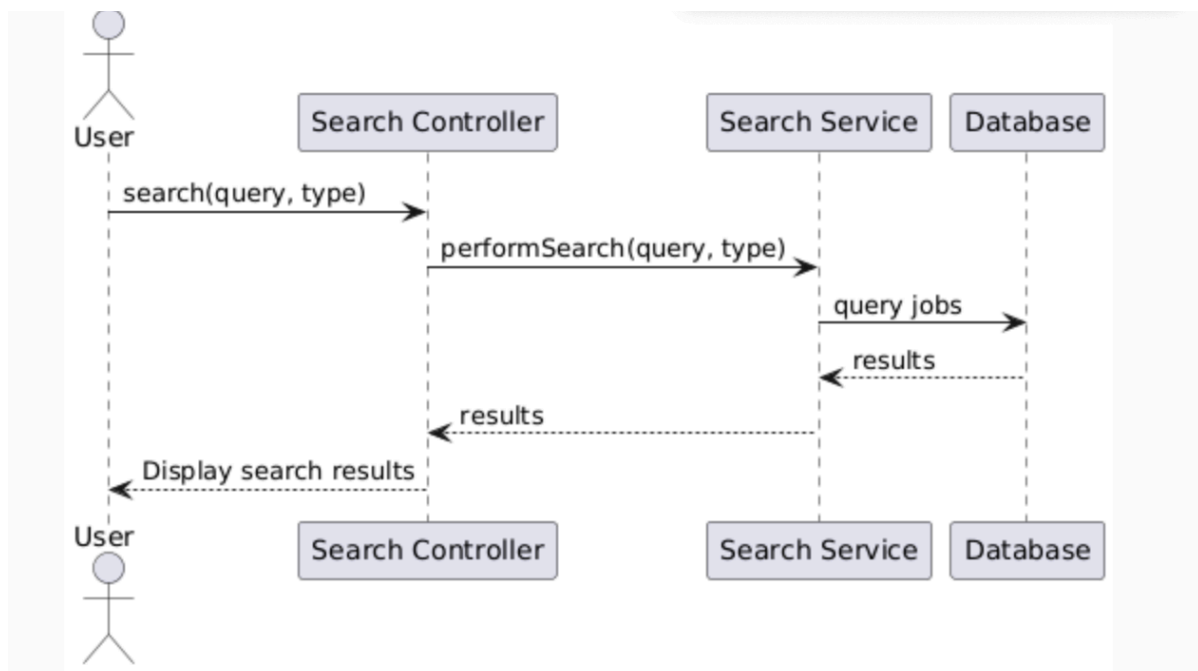 User
Search Controller
Search Service
Database
search(query, type)
performSearch(query, type)
query jobs
results
results
Display search results
User
Search Controller
Search Service
Database